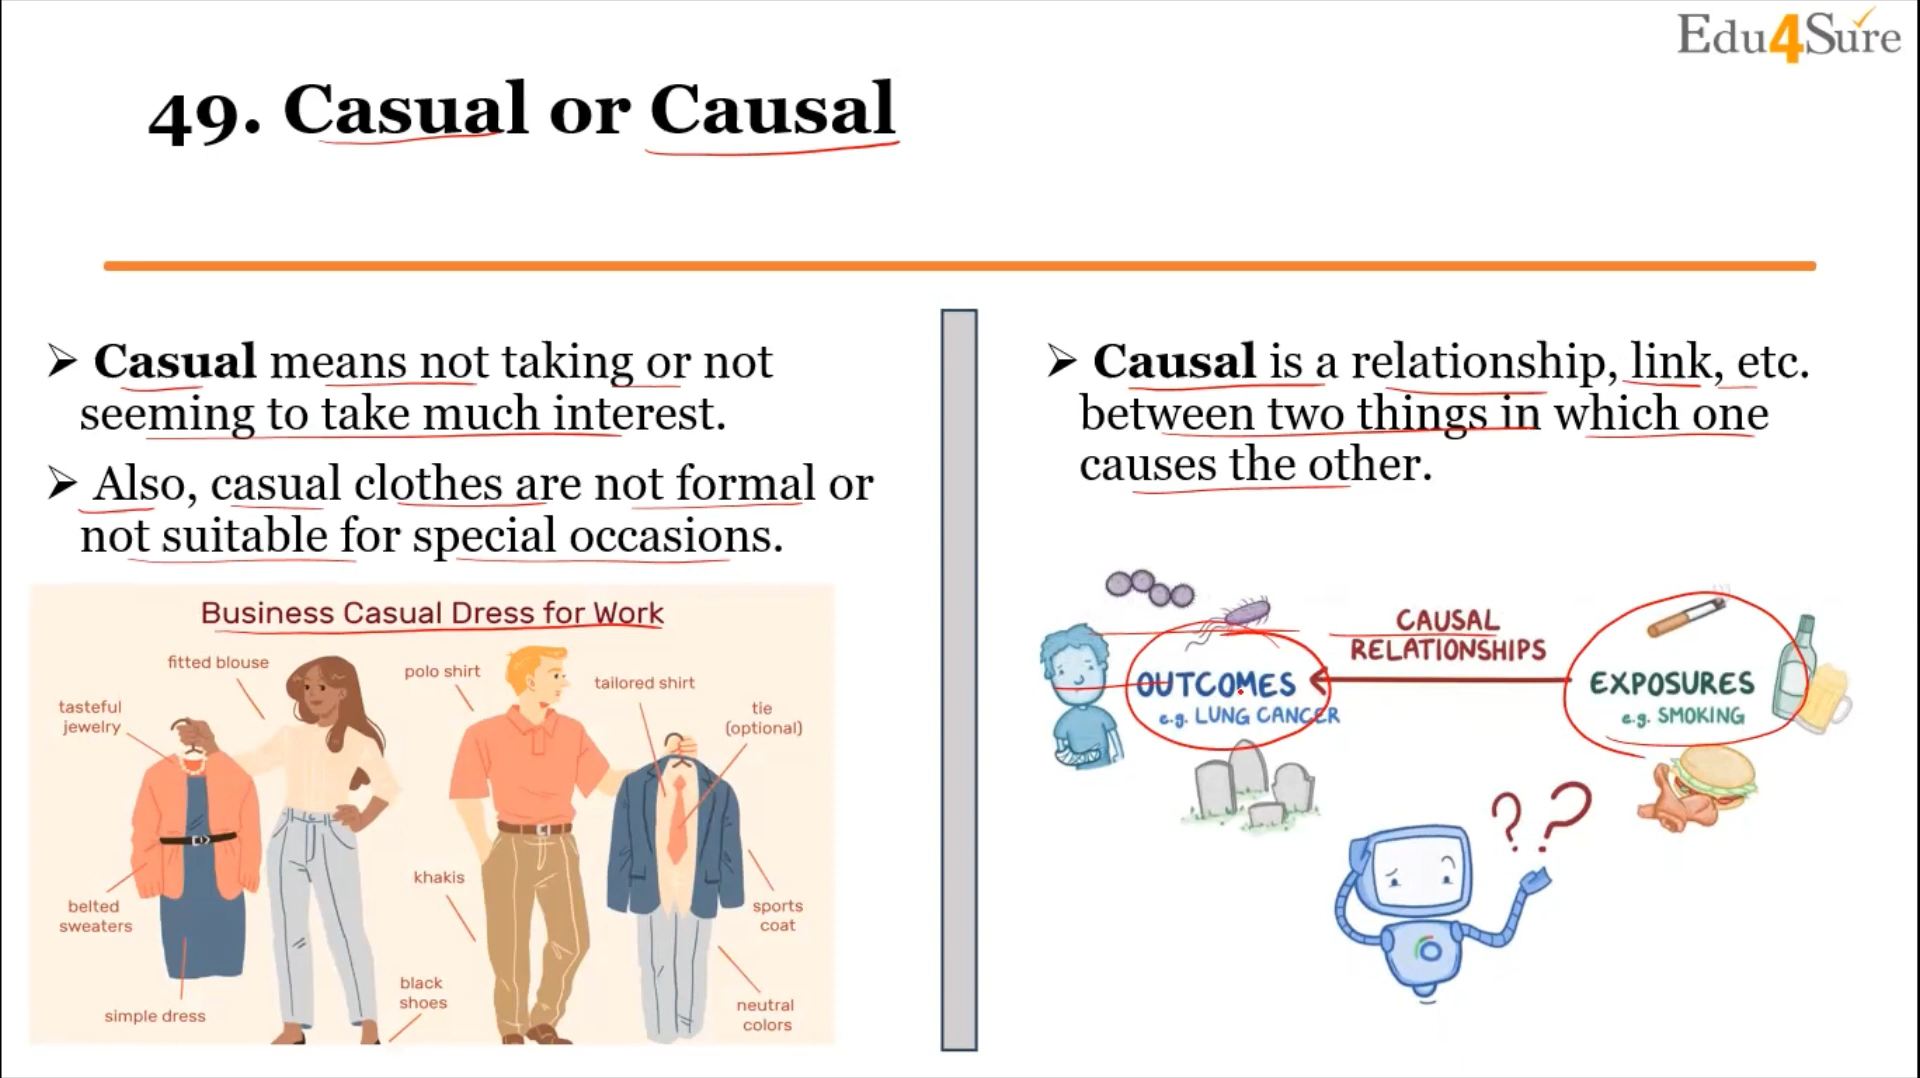 Edu4Sure
49. Casual or Causal
➢ Casual means not taking or not
seeming to take much interest.
➢ Also, casual clothes are not formal or
not suitable for special occasions.
Business Casual Dress for Work
fitted blouse
tasteful
jewelry
belted
sweaters
simple dress
black
shoes
polo shirt
khakis
tailored shirt
tie
(optional)
sports
coat
neutral
colors
➢ Causal is a relationship, link, etc.
between two things in which one
causes the other.
CAUSAL
RELATIONSHIPS
OUTCOMES
e.g. LUNG CANCER
EXPOSURES
e.g. SMOKING
? ?